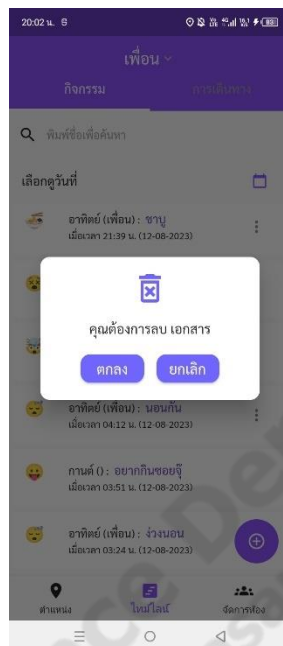 20:02 น.
เพื่อน
กิจกรรม
การเดินทาง
พิมพ์ชื่อเพื่อค้นหา
เลือกดูวันที่
อาทิตย์ (เพื่อน) : ชาบู
เมื่อเวลา 21:39 น. (12-08-2023)
คุณต้องการลบ เอกสาร
ตกลง
ยกเลิก
อาทิตย์ (เพื่อน) : นอนกัน
เมื่อเวลา 04:12 น. (12-08-2023)
กานต์ () : อยากกินซอยจุ๊
เมื่อเวลา 03:51 น. (12-08-2023)
อาทิตย์ (เพื่อน) : ง่วงนอน
เมื่อเวลา 03:24 น. (12-08-2023)
ตำแหน่ง
ไทม์ไลน์
จัดการห้อง